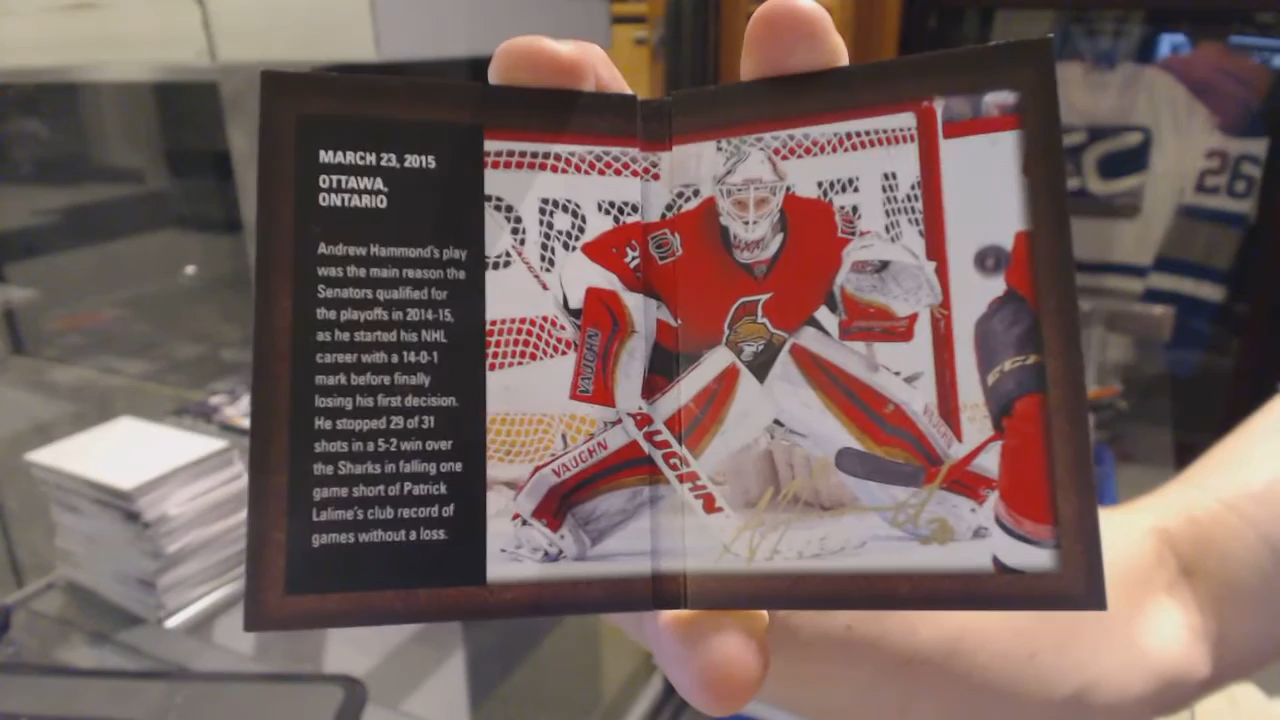 MARCH 23, 2015
OTTAWA,
ONTARIO
Andrew Hammond's play
was the main reason the
Senators qualified for
the playoffs in 2014-15,
as he started his NHL
career with a 14-0-1
mark before finally
losing his first decision.
He stopped 29 of 31
shots in a 5-2 win over
the Sharks in falling one
game short of Patrick
Lalime's club record of
games without a loss.
VAUGHN
VAUGHN
VAUGHN
VAUGHN
CCM
26